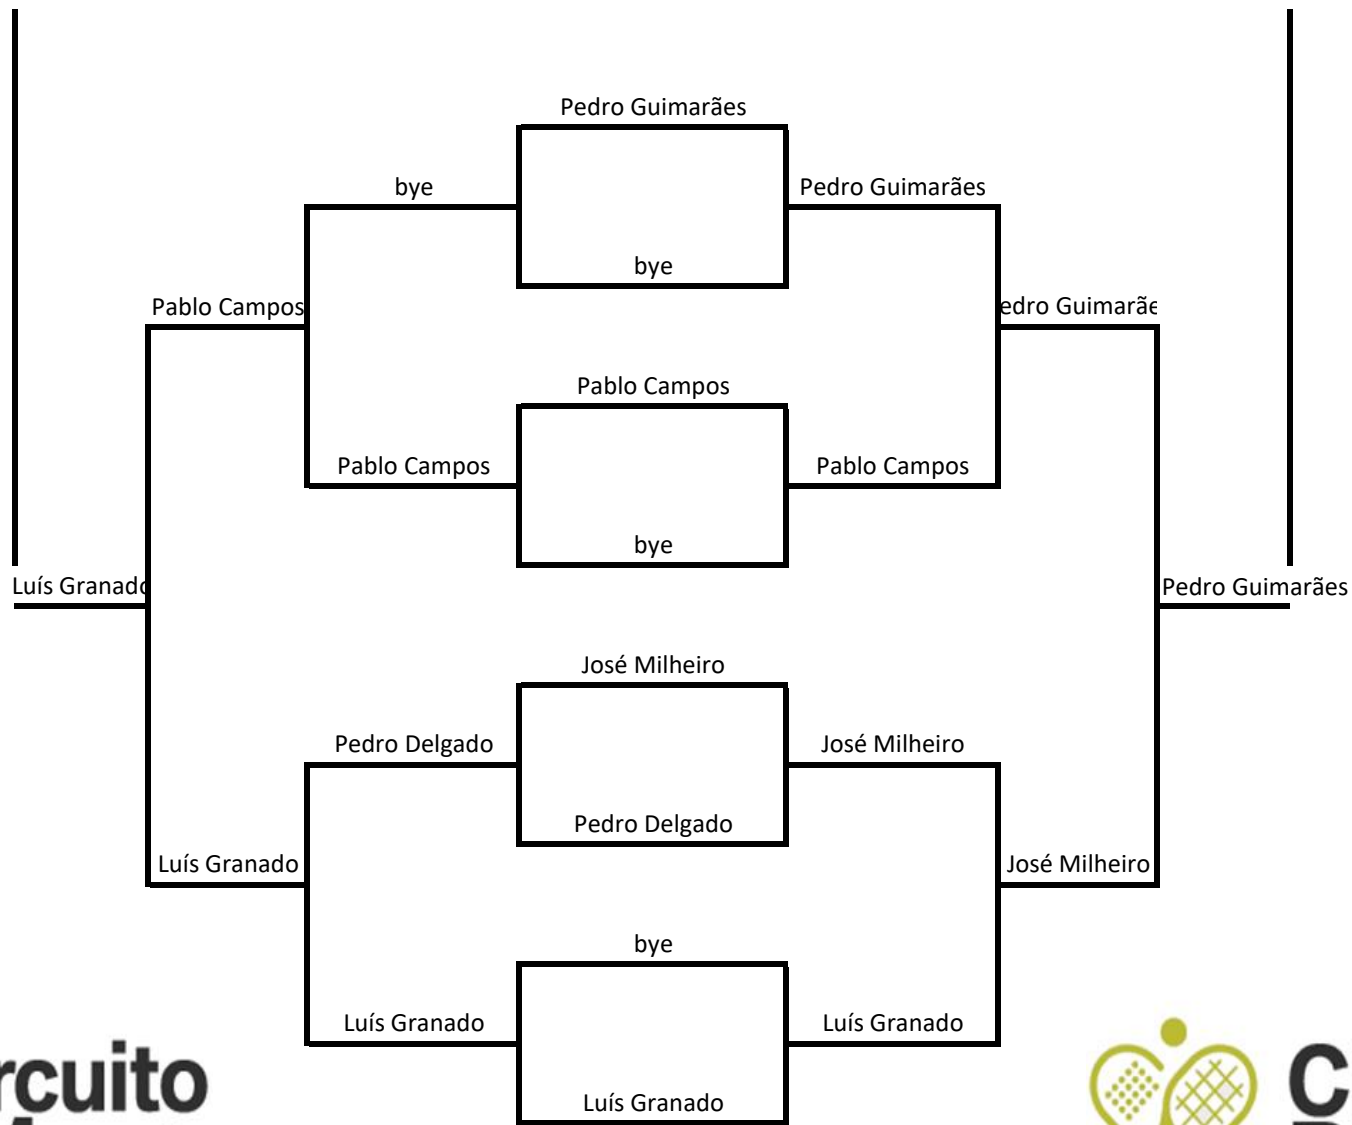 Pedro Guimarães
bye
Pedro Guimarães
bye
Pablo Campos
edro Guimarãe
Pablo Campos
Pablo Campos
Pablo Campos
bye
Luís Granado
Pedro Guimarães
José Milheiro
Pedro Delgado
José Milheiro
Pedro Delgado
Luís Granado
José Milheiro
bye
Luís Granado
Luís Granado
rcuito
C
Luís Granado